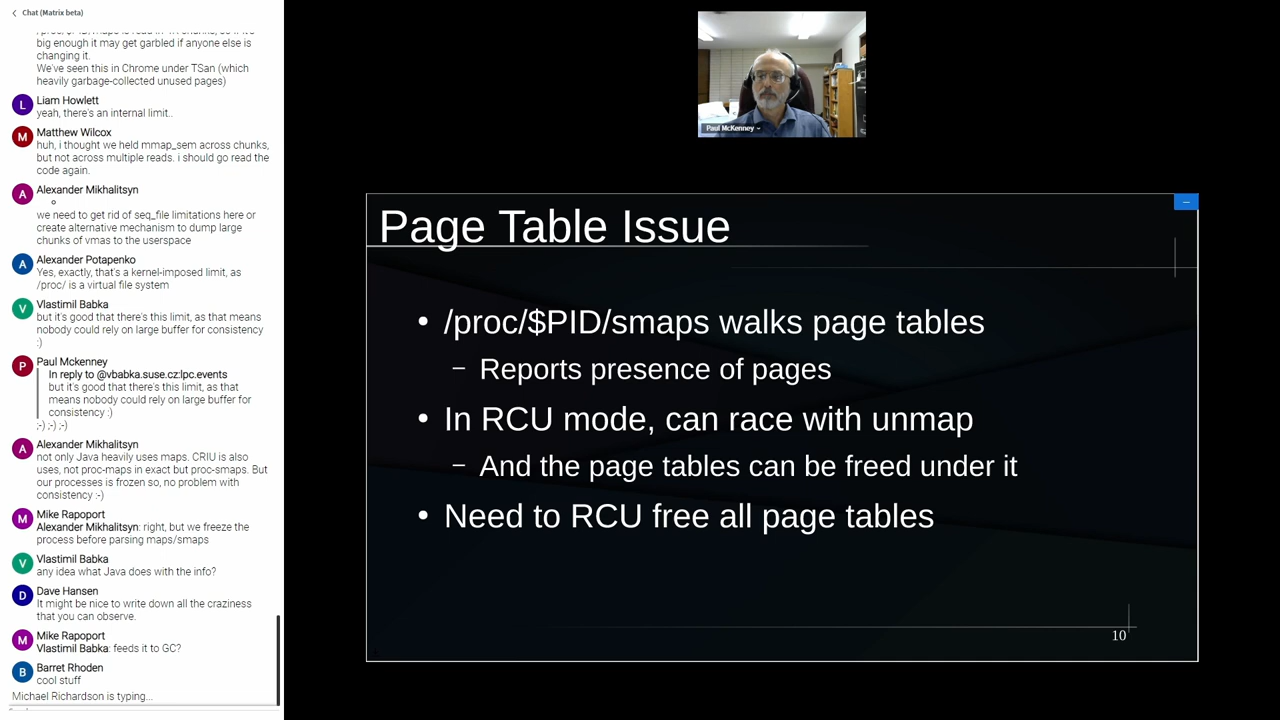 Chat (Matrix beta)
big enough it may get garbled if anyone else is
changing it.
We've seen this in Chrome under TSan (which
heavily garbage-collected unused pages)
L
Liam Howlett
yeah, there's an internal limit..
M
Matthew Wilcox
huh, i thought we held mmap_sem across chunks,
but not across multiple reads. i should go read the
code again.
A
Alexander Mikhalitsyn
we need to get rid of seq_file limitations here or
create alternative mechanism to dump large
chunks of vmas to the userspace
A
Alexander Potapenko
Yes, exactly, that's a kernel-imposed limit, as
/proc/ is a virtual file system
V
Vlastimil Babka
but it's good that there's this limit, as that means
nobody could rely on large buffer for consistency
:)
P
Paul Mckenney
In reply to @vbabka.suse.cz:lpc.events
but it's good that there's this limit, as that
means nobody could rely on large buffer for
consistency :)
;-) ;-) ;-)
A
Alexander Mikhalitsyn
not only Java heavily uses maps. CRIU is also
uses, not proc-maps in exact but proc-smaps. But
our processes is frozen so, no problem with
consistency :-)
M
Mike Rapoport
Alexander Mikhalitsyn: right, but we freeze the
process before parsing maps/smaps
V
Vlastimil Babka
any idea what Java does with the info?
D
Dave Hansen
It might be nice to write down all the craziness
that you can observe.
M
Mike Rapoport
Vlastimil Babka: feeds it to GC?
B
Barret Rhoden
cool stuff
Michael Richardson is typing...
Paul McKenney
Page Table Issue
• /proc/$PID/smaps walks page tables
– Reports presence of pages
• In RCU mode, can race with unmap
– And the page tables can be freed under it
• Need to RCU free all page tables
10